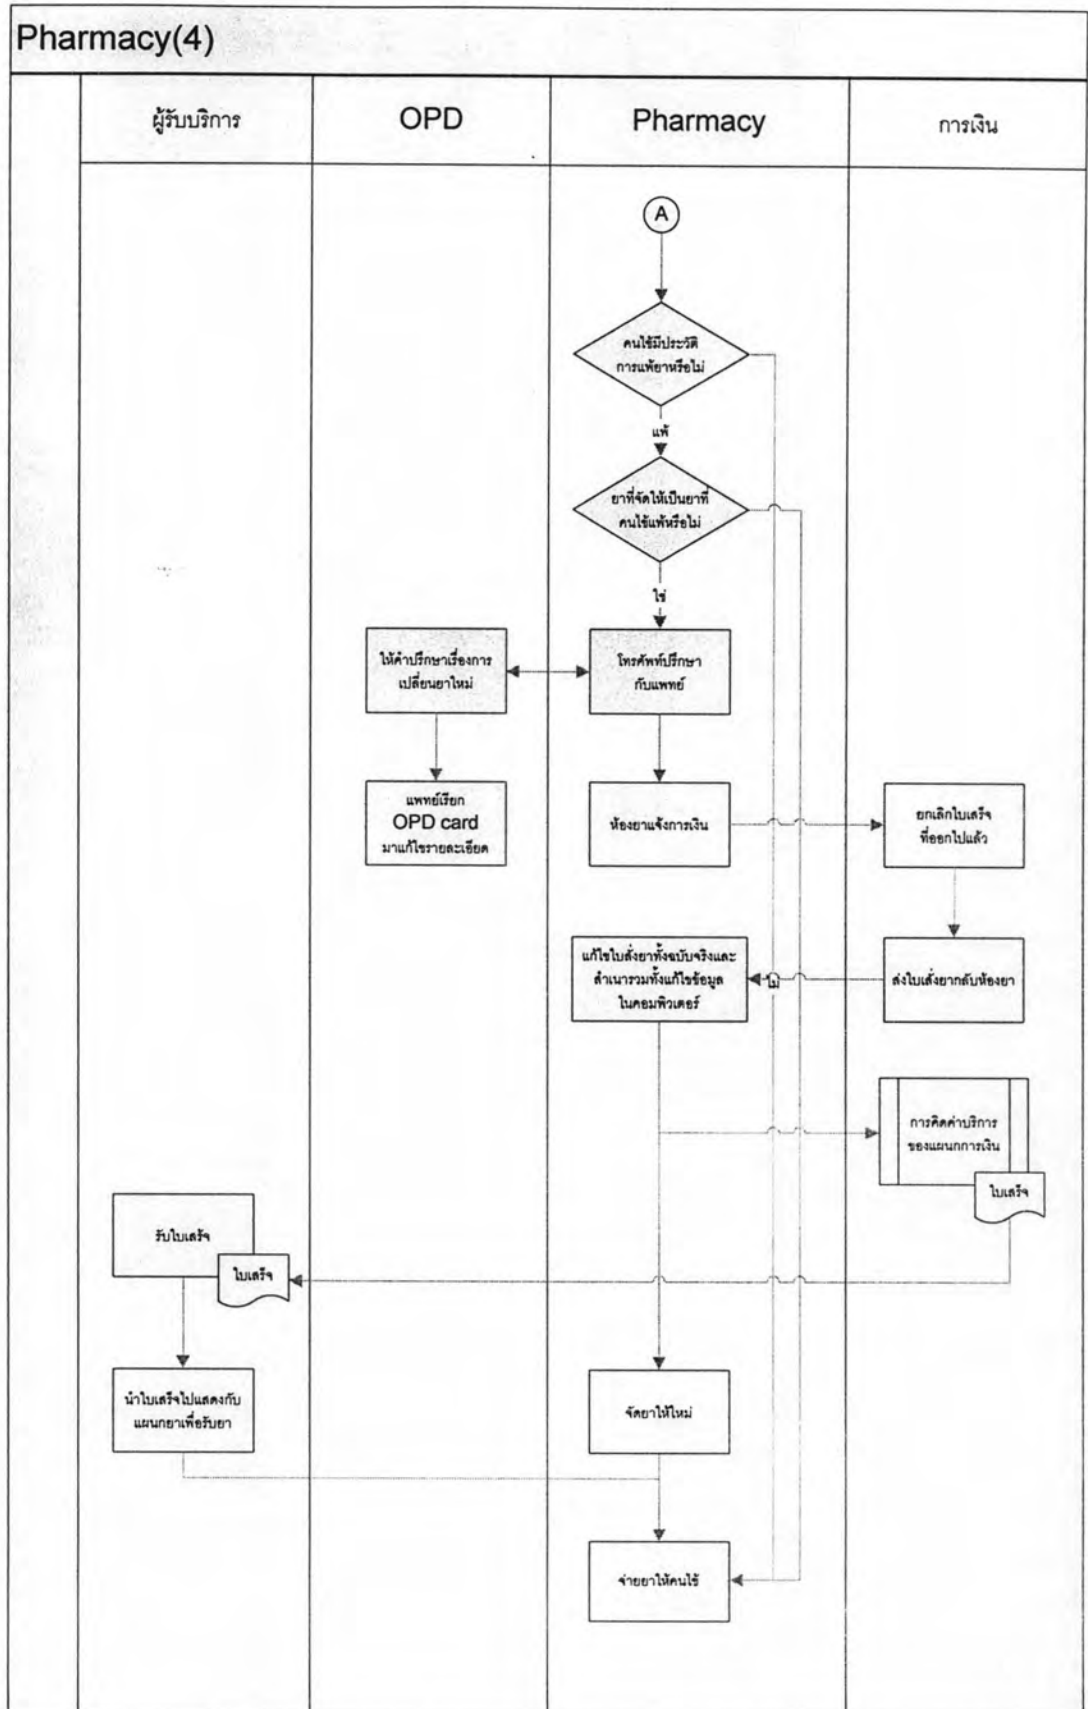 Pharmacy(4)
ผู้รับบริการ
OPD
Pharmacy
การเงิน
A
คนไข้มีประวัติ
การแพ้ยาหรือไม่
แพ้
ยาที่จัดให้เป็นยาที่
คนไข้แพ้หรือไม่
ใช่
ให้คำปรึกษาเรื่องการ
เปลี่ยนยาใหม่
โทรศัพท์ปรึกษา
กับแพทย์
แพทย์เรียก
OPD card
มาแก้ไขรายละเอียด
ห้องยาแจ้งการเงิน
ยกเลิกใบเสร็จ
ที่ออกไปแล้ว
แก้ไขใบสั่งยาทั้งฉบับจริงและ
สำเนารวมทั้งแก้ไขข้อมูล
ในคอมพิวเตอร์
ไม่
ส่งใบสั่งยากลับห้องยา
การคิดค่าบริการ
ของแผนกการเงิน
ใบเสร็จ
รับใบเสร็จ
ใบเสร็จ
นำใบเสร็จไปแสดงกับ
แผนกยาเพื่อรับยา
จัดยาให้ใหม่
จ่ายยาให้คนไข้